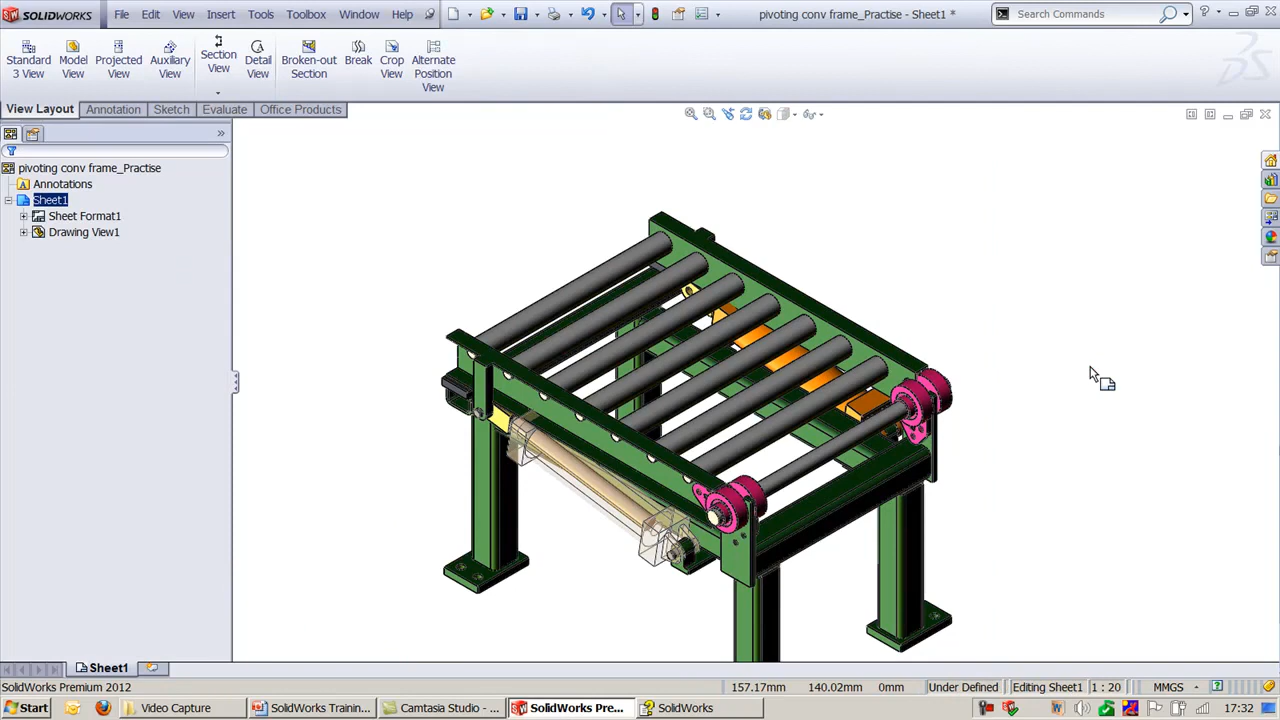 SOLIDWORKS File Edit View Insert Tools Toolbox Window Help pivoting conv frame_Practise - Sheet1 * Search Commands
Standard 3 View
Model View
Projected View
Auxiliary View
Section View
Detail View
Broken-out Section
Break
Crop View
Alternate Position View
View Layout Annotation Sketch Evaluate Office Products
pivoting conv frame_Practise
Annotations
Sheet1
Sheet Format1
Drawing View1
Sheet1
SolidWorks Premium 2012 157.17mm 140.02mm 0mm Under Defined Editing Sheet1 1 : 20 MMGS
Start Video Capture SolidWorks Trainin... Camtasia Studio - ... SolidWorks Pre... SolidWorks 17:32